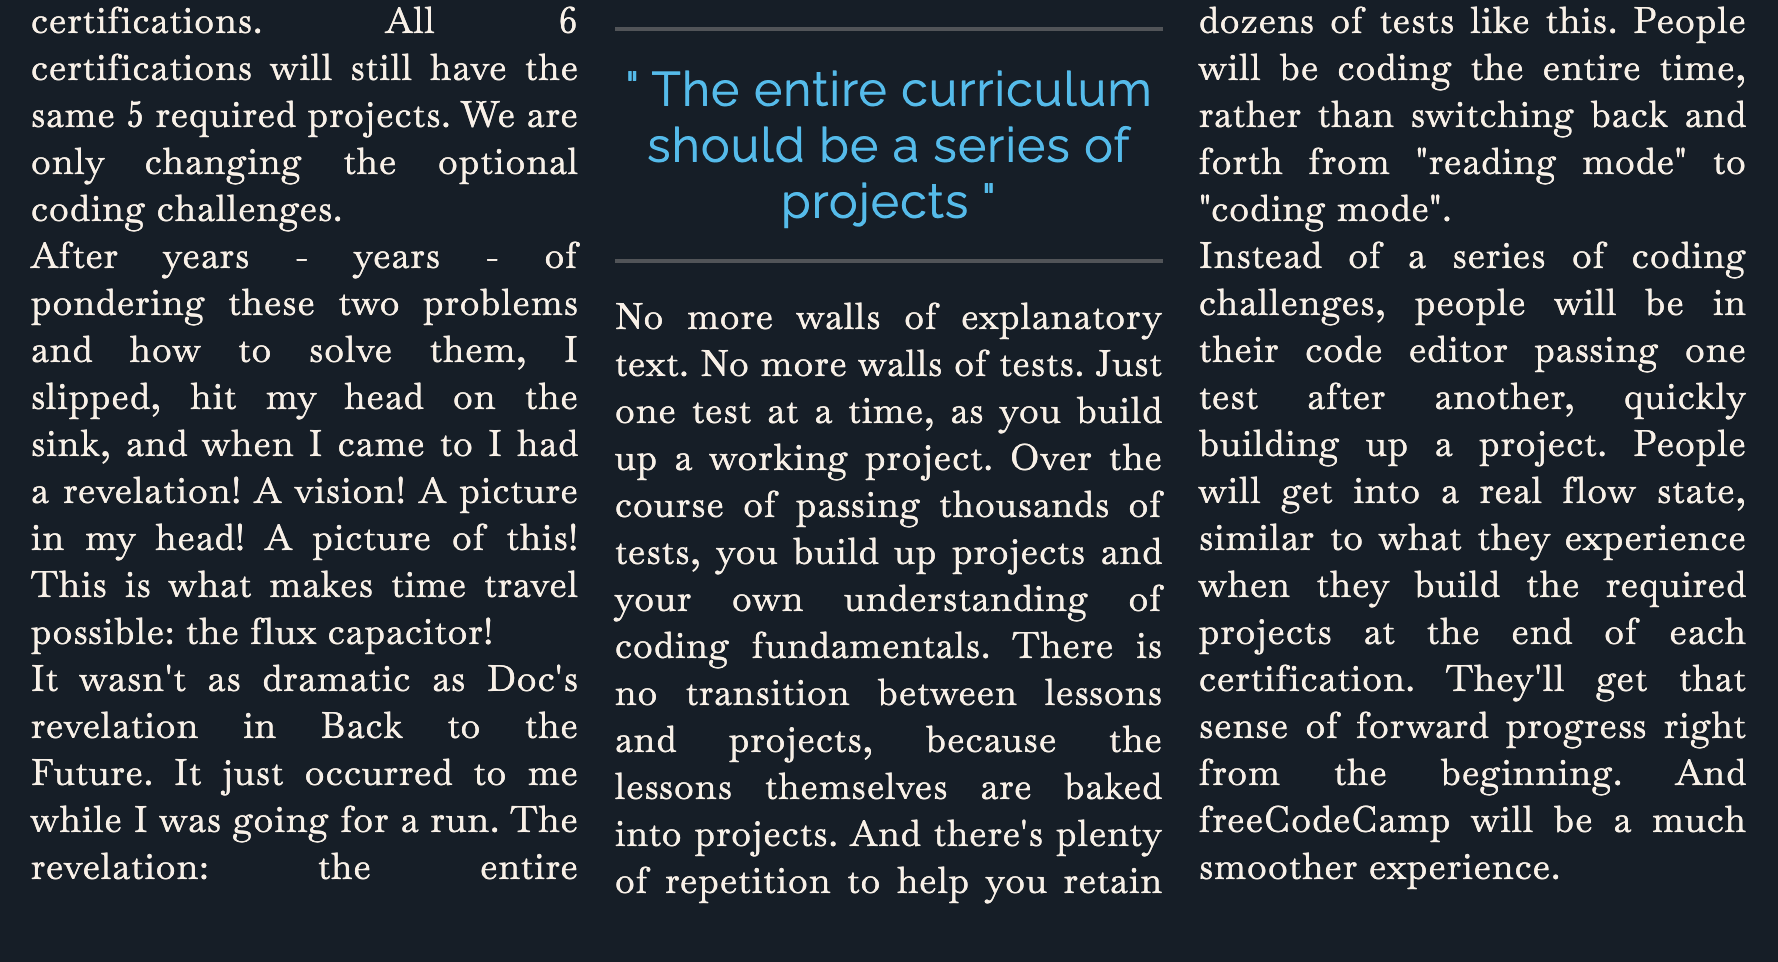 certifications. All 6
certifications will still have the
same 5 required projects. We are
only changing the optional
coding challenges.
After years - years - of
pondering these two problems
and how to solve them, I
slipped, hit my head on the
sink, and when I came to I had
a revelation! A vision! A picture
in my head! A picture of this!
This is what makes time travel
possible: the flux capacitor!
It wasn't as dramatic as Doc's
revelation in Back to the
Future. It just occurred to me
while I was going for a run. The
revelation: the entire
" The entire curriculum
should be a series of
projects "
No more walls of explanatory
text. No more walls of tests. Just
one test at a time, as you build
up a working project. Over the
course of passing thousands of
tests, you build up projects and
your own understanding of
coding fundamentals. There is
no transition between lessons
and projects, because the
lessons themselves are baked
into projects. And there's plenty
of repetition to help you retain
dozens of tests like this. People
will be coding the entire time,
rather than switching back and
forth from "reading mode" to
"coding mode".
Instead of a series of coding
challenges, people will be in
their code editor passing one
test after another, quickly
building up a project. People
will get into a real flow state,
similar to what they experience
when they build the required
projects at the end of each
certification. They'll get that
sense of forward progress right
from the beginning. And
freeCodeCamp will be a much
smoother experience.